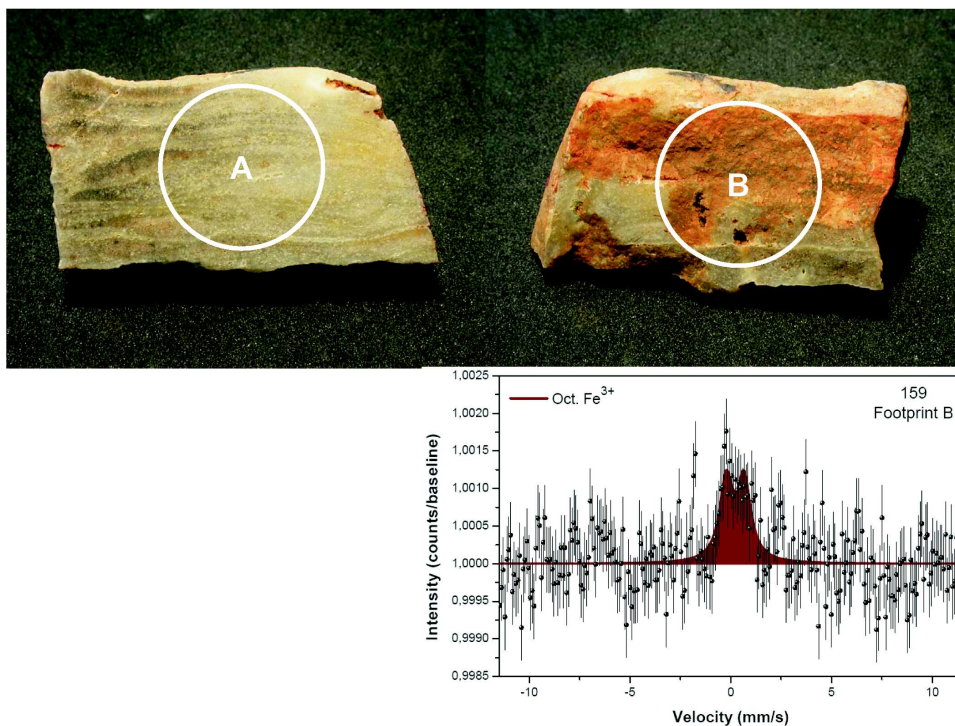 A
B
Oct. Fe3+
159
Footprint B
Intensity (counts/baseline)
1,0025
1,0020
1,0015
1,0010
1,0005
1,0000
0,9995
0,9990
0,9985
-10 -5 0 5 10
Velocity (mm/s)